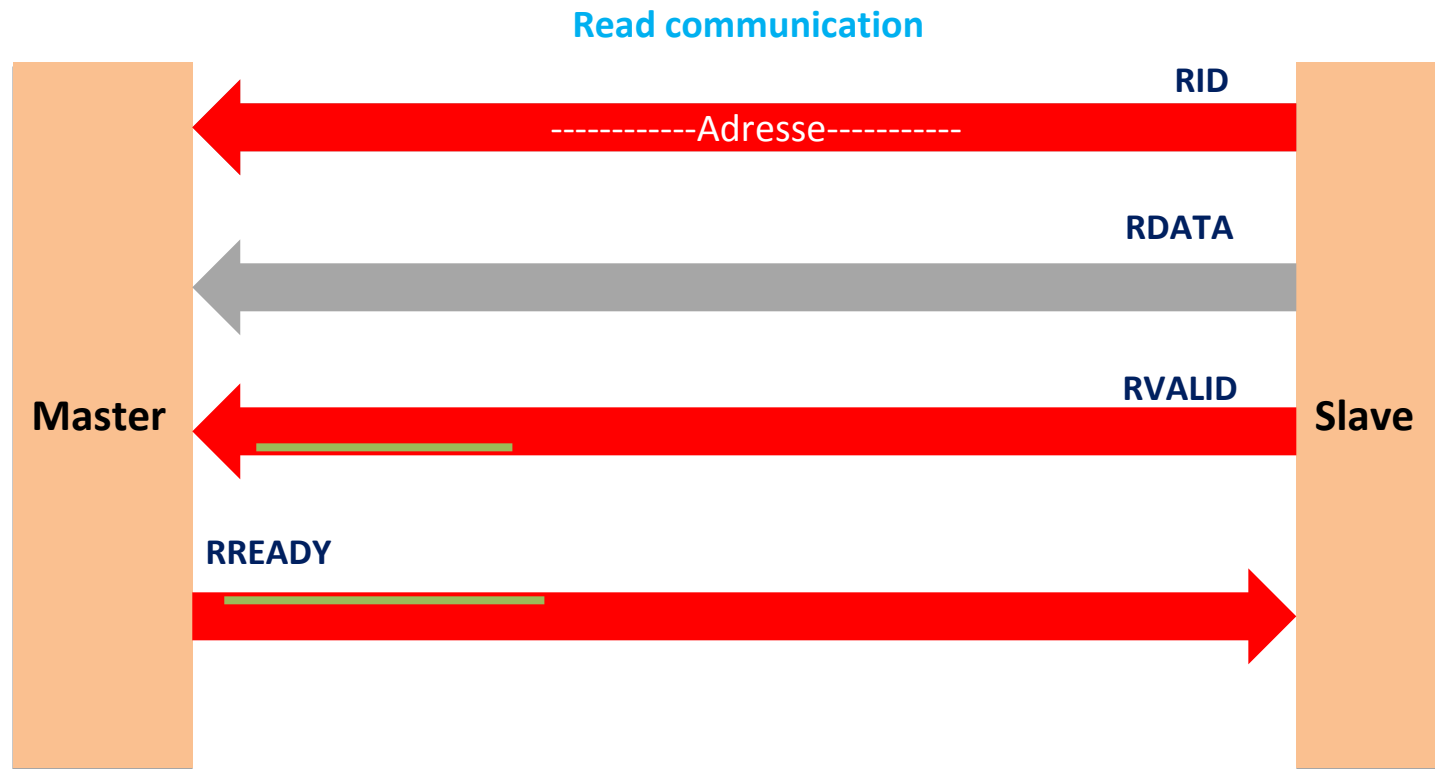 Read communication
RID
------------Adresse-----------
RDATA
RVALID
Master
Slave
RREADY